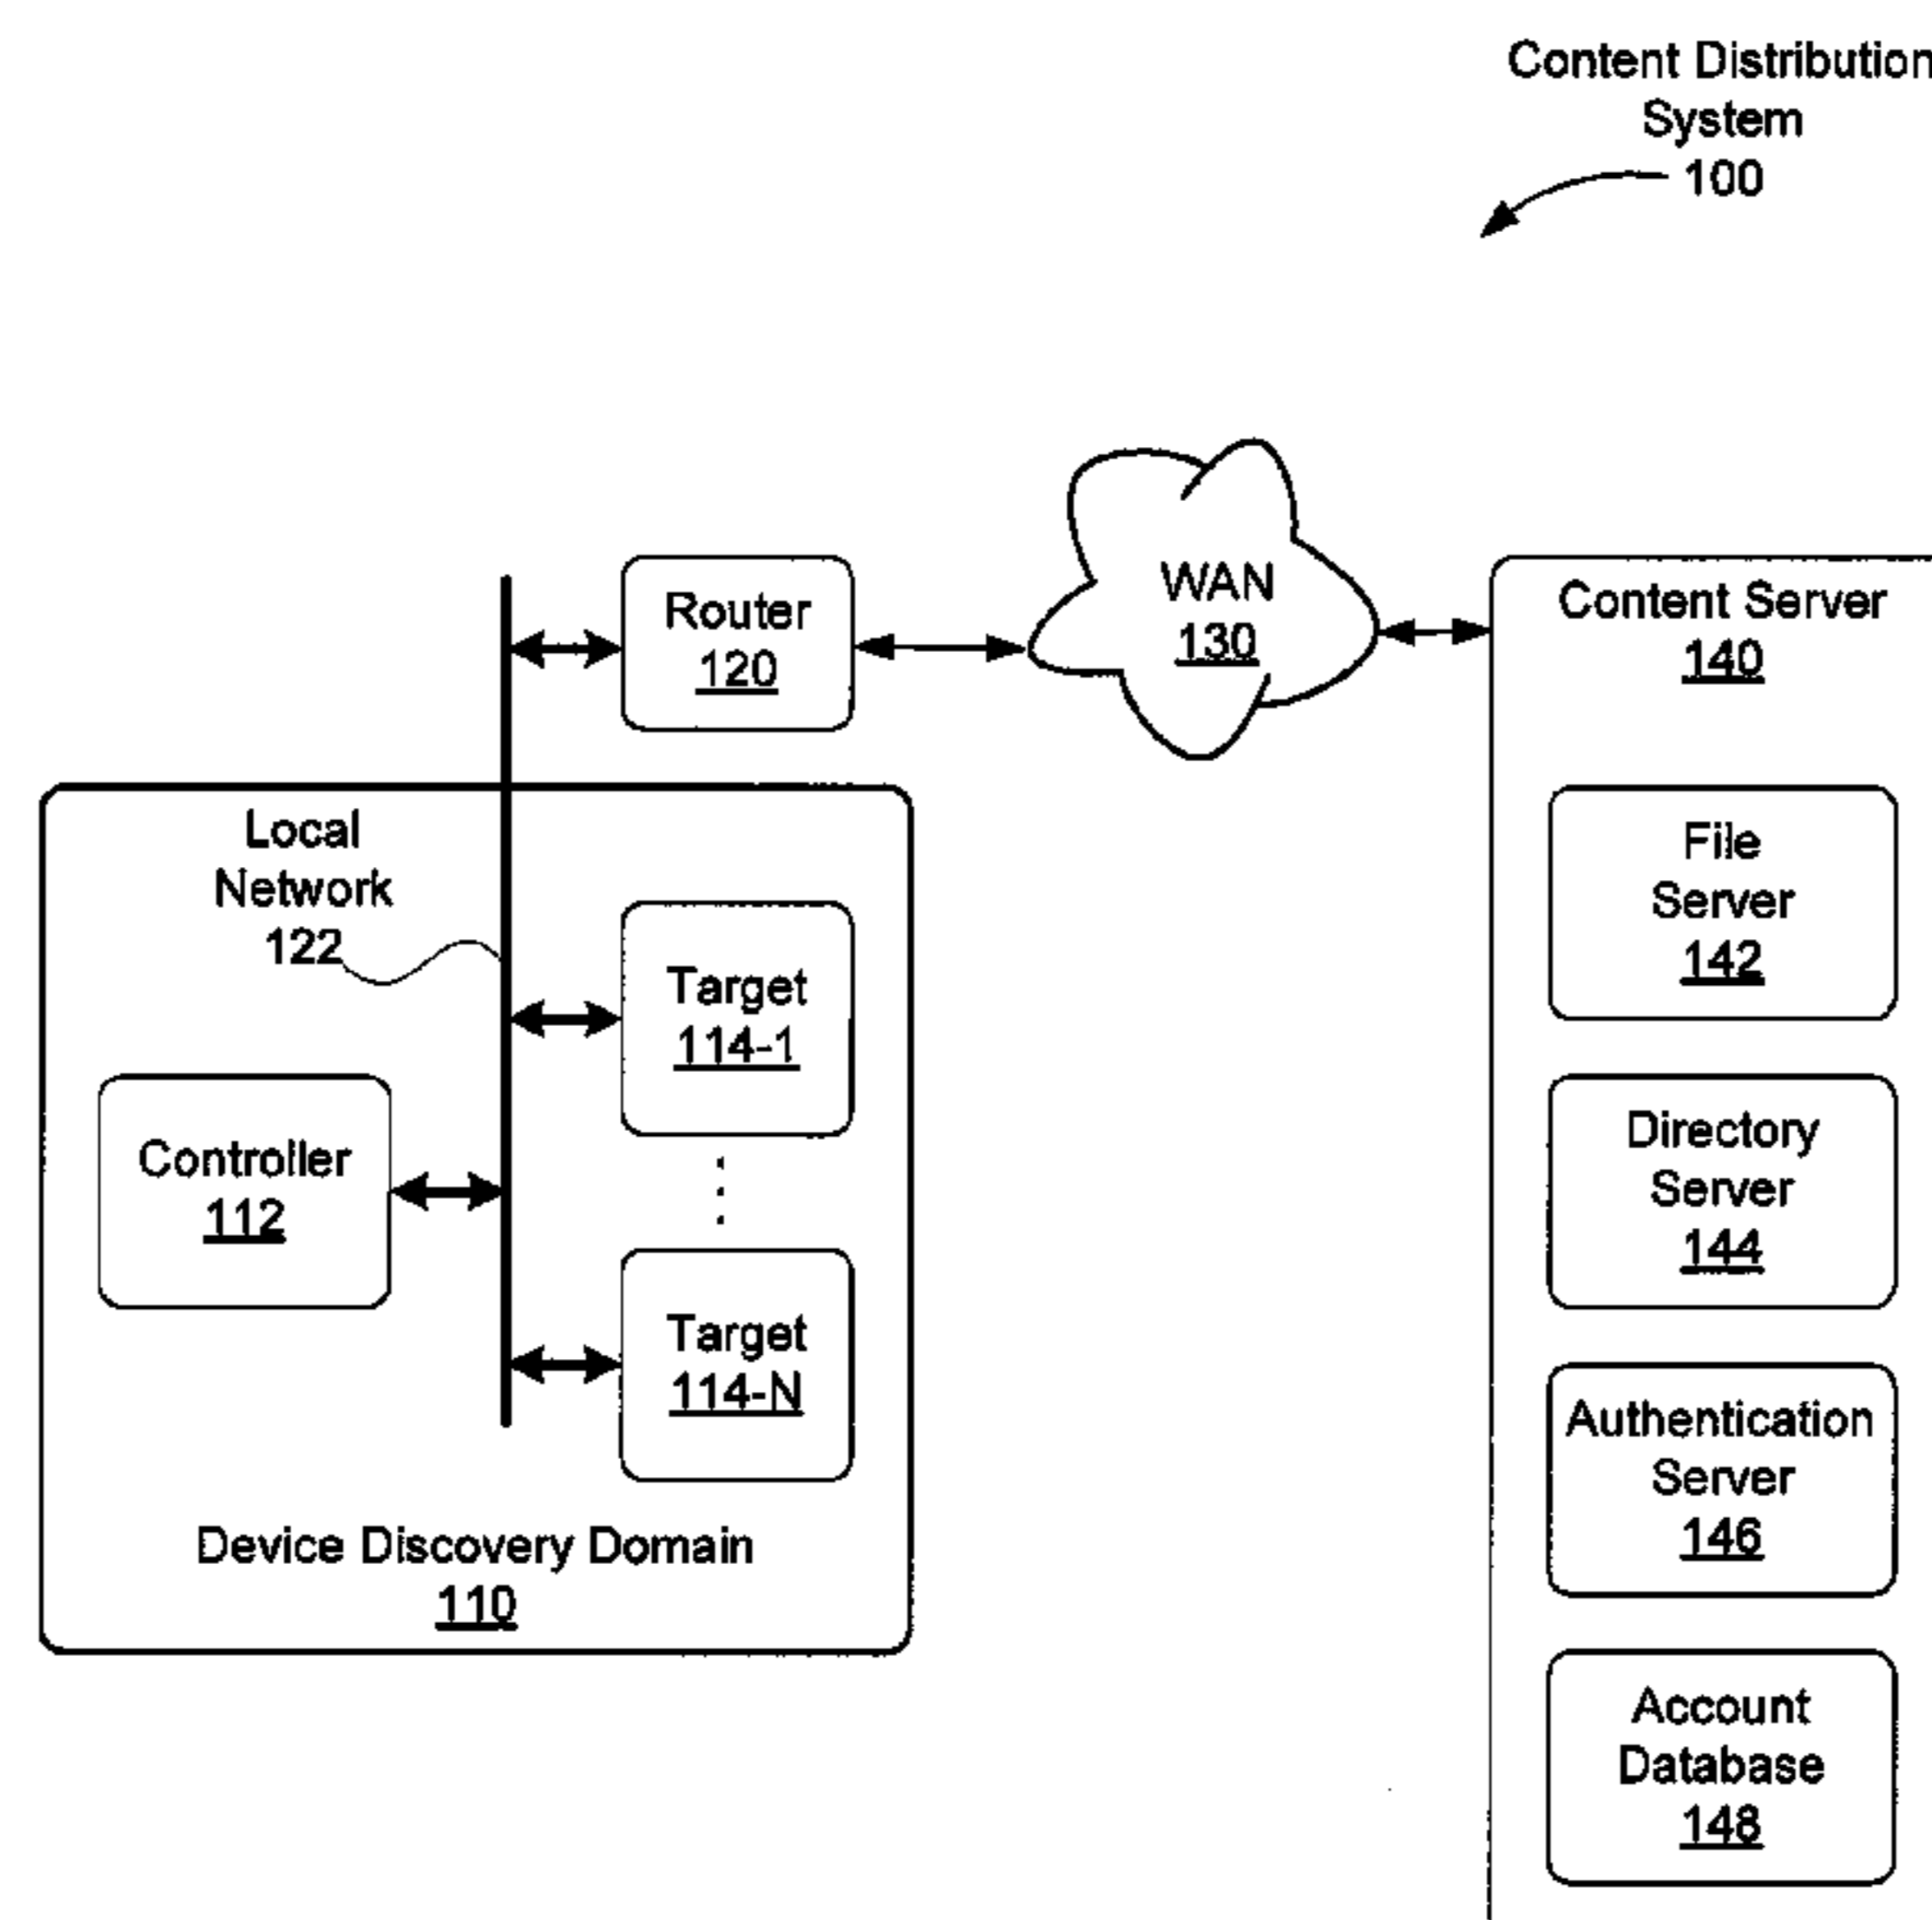 Content Distribution
System
100
WAN
130
Router
120
Content Server
140
Local
Network
122
File
Server
142
Target
114-1
Controller
112
Directory
Server
144
Target
114-N
Authentication
Server
146
Device Discovery Domain
110
Account
Database
148